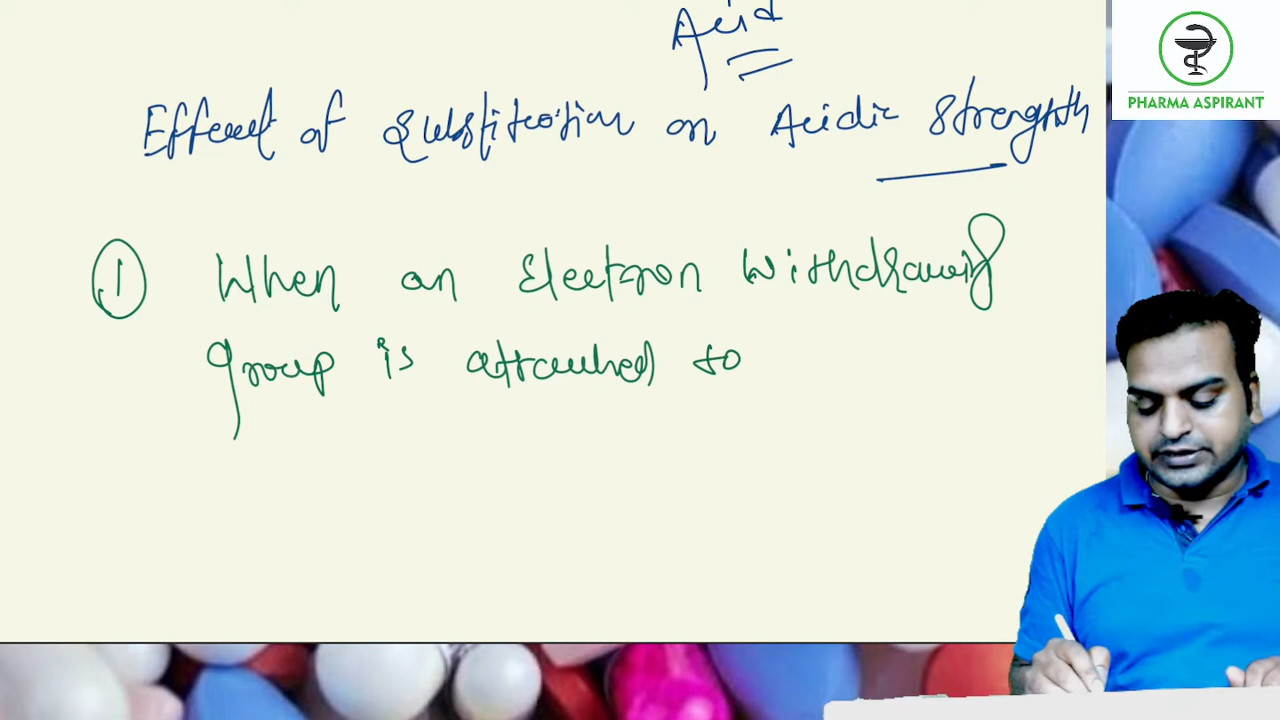 Acid
Effect of Substitution on Acidic Strength
① When an Electron Withdrawing
group is attached to
PHARMA ASPIRANT